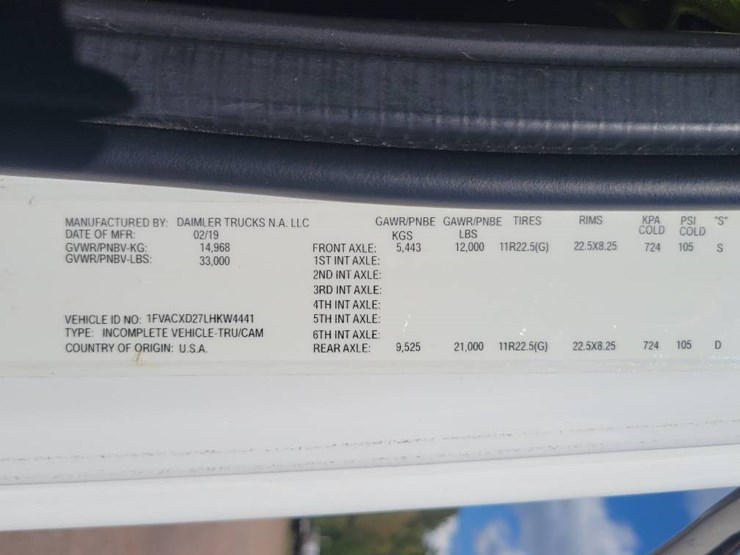 MANUFACTURED BY: DAIMLER TRUCKS N.A. LLC GAWR/PNBE GAWR/PNBE TIRES RIMS KPA PSI "S"
DATE OF MFR: 02/19 KGS LBS COLD COLD
GVWR/PNBV-KG: 14,968 FRONT AXLE: 5,443 12,000 11R22.5(G) 22.5X8.25 724 105 S
GVWR/PNBV-LBS: 33,000 1ST INT AXLE:
2ND INT AXLE:
3RD INT AXLE:
4TH INT AXLE:
VEHICLE ID NO: 1FVACXD27LHKW4441 5TH INT AXLE:
TYPE: INCOMPLETE VEHICLE-TRU/CAM 6TH INT AXLE:
COUNTRY OF ORIGIN: U.S.A. REAR AXLE: 9,525 21,000 11R22.5(G) 22.5X8.25 724 105 D